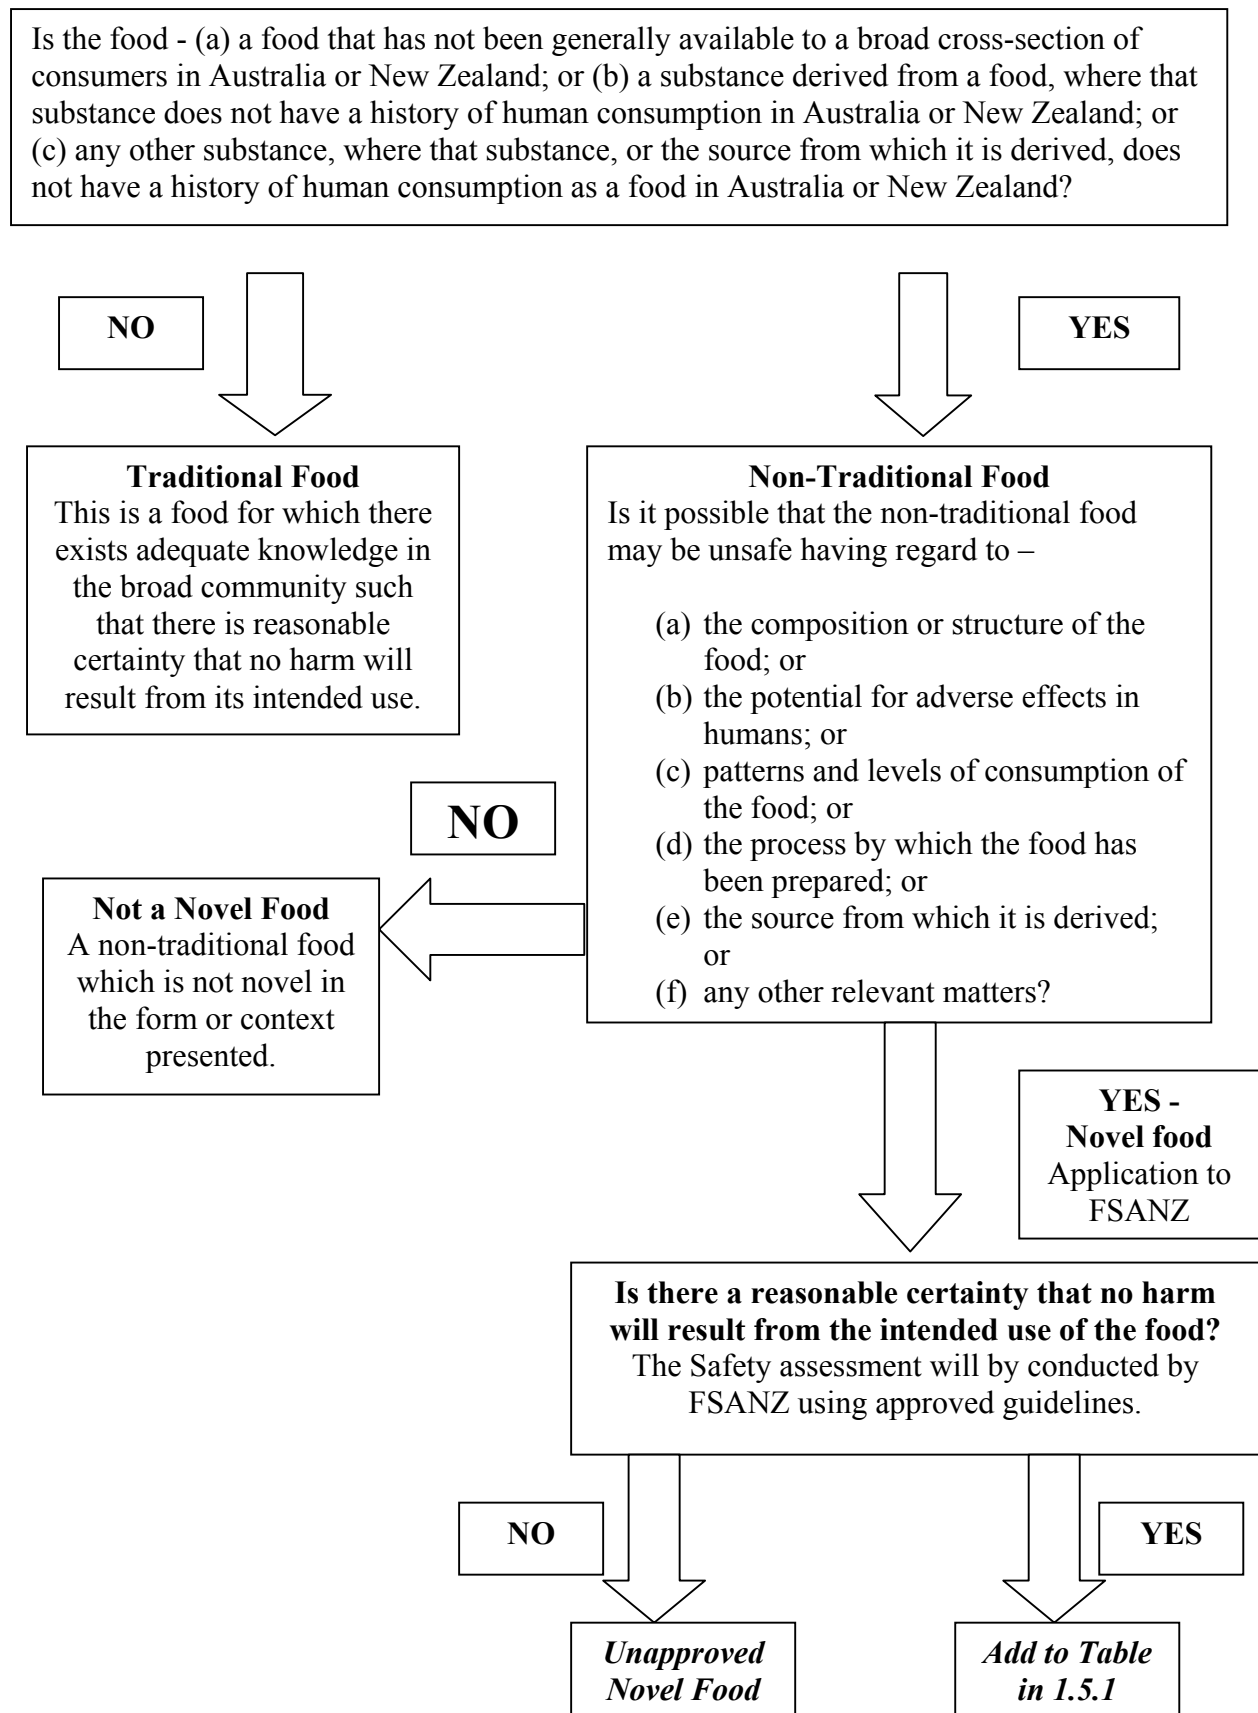 Is the food - (a) a food that has not been generally available to a broad cross-section of
consumers in Australia or New Zealand; or (b) a substance derived from a food, where that
substance does not have a history of human consumption in Australia or New Zealand; or
(c) any other substance, where that substance, or the source from which it is derived, does
not have a history of human consumption as a food in Australia or New Zealand?
NO
YES
Traditional Food
This is a food for which there
exists adequate knowledge in
the broad community such
that there is reasonable
certainty that no harm will
result from its intended use.
Non-Traditional Food
Is it possible that the non-traditional food
may be unsafe having regard to –
(a) the composition or structure of the
food; or
(b) the potential for adverse effects in
humans; or
(c) patterns and levels of consumption of
the food; or
(d) the process by which the food has
been prepared; or
(e) the source from which it is derived;
or
(f) any other relevant matters?
NO
Not a Novel Food
A non-traditional food
which is not novel in
the form or context
presented.
YES -
Novel food
Application to
FSANZ
Is there a reasonable certainty that no harm
will result from the intended use of the food?
The Safety assessment will by conducted by
FSANZ using approved guidelines.
NO
YES
Unapproved
Novel Food
Add to Table
in 1.5.1